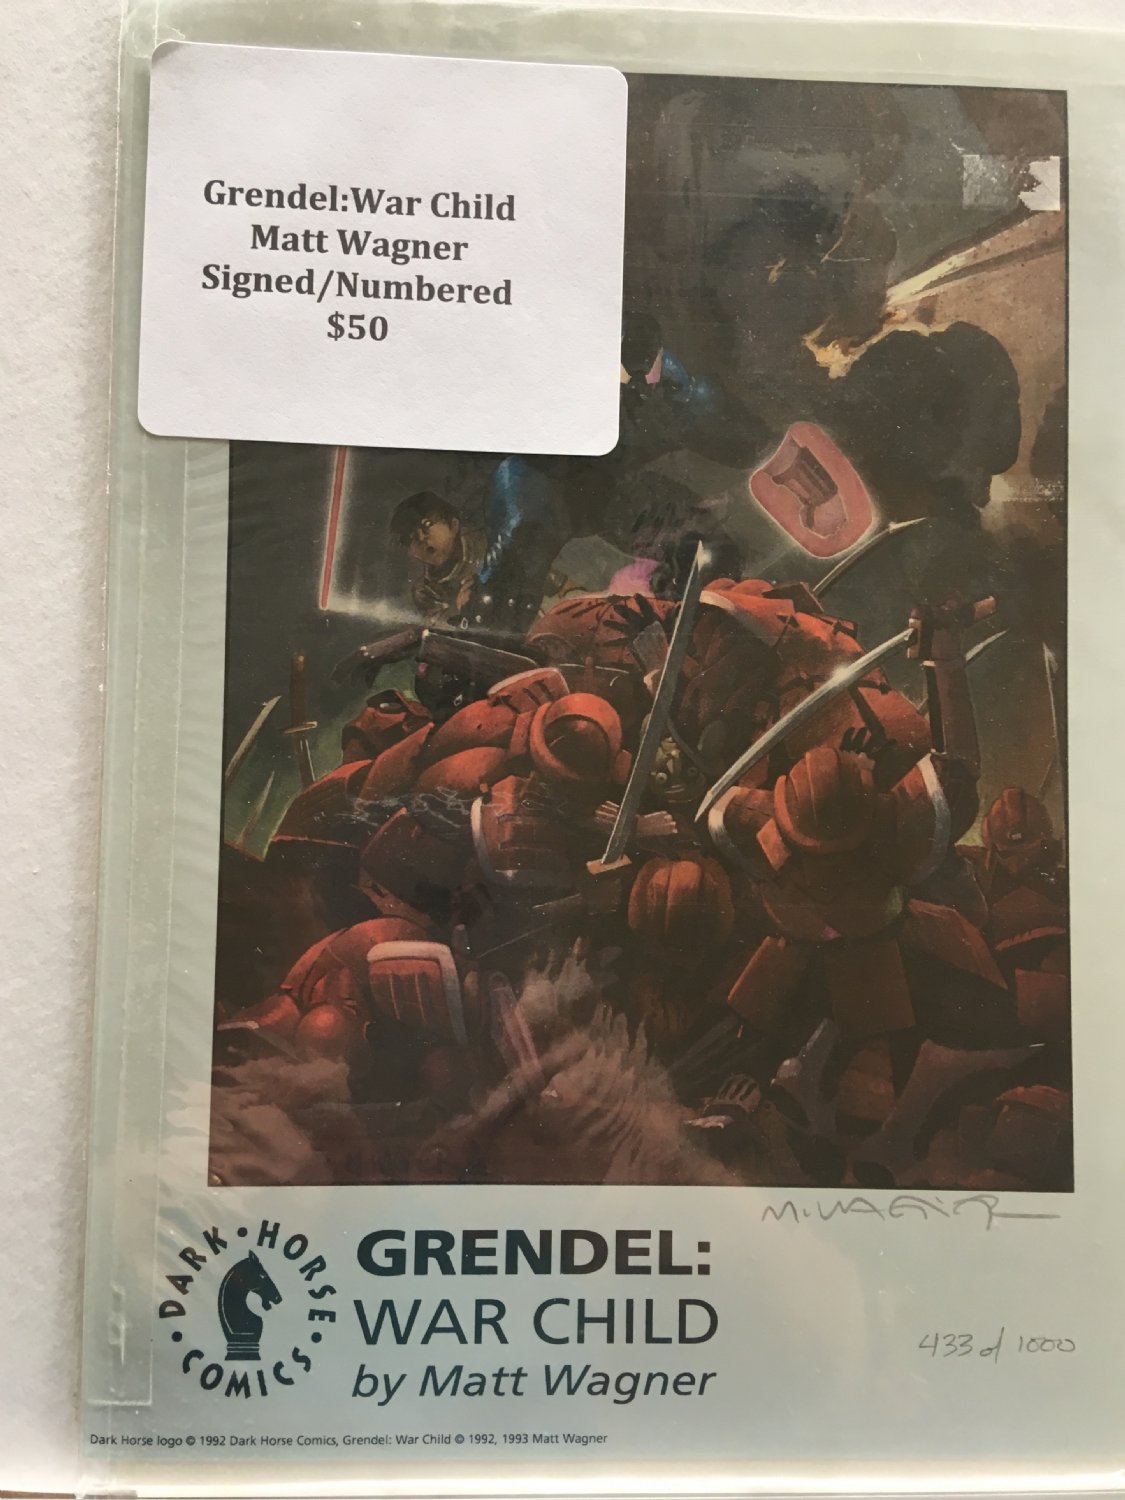 Grendel:War Child
Matt Wagner
Signed/Numbered
$50
M. WAGNER
DARK • HORSE • COMICS •
GRENDEL:
WAR CHILD
by Matt Wagner
433 of 1000
Dark Horse logo © 1992 Dark Horse Comics, Grendel: War Child © 1992, 1993 Matt Wagner